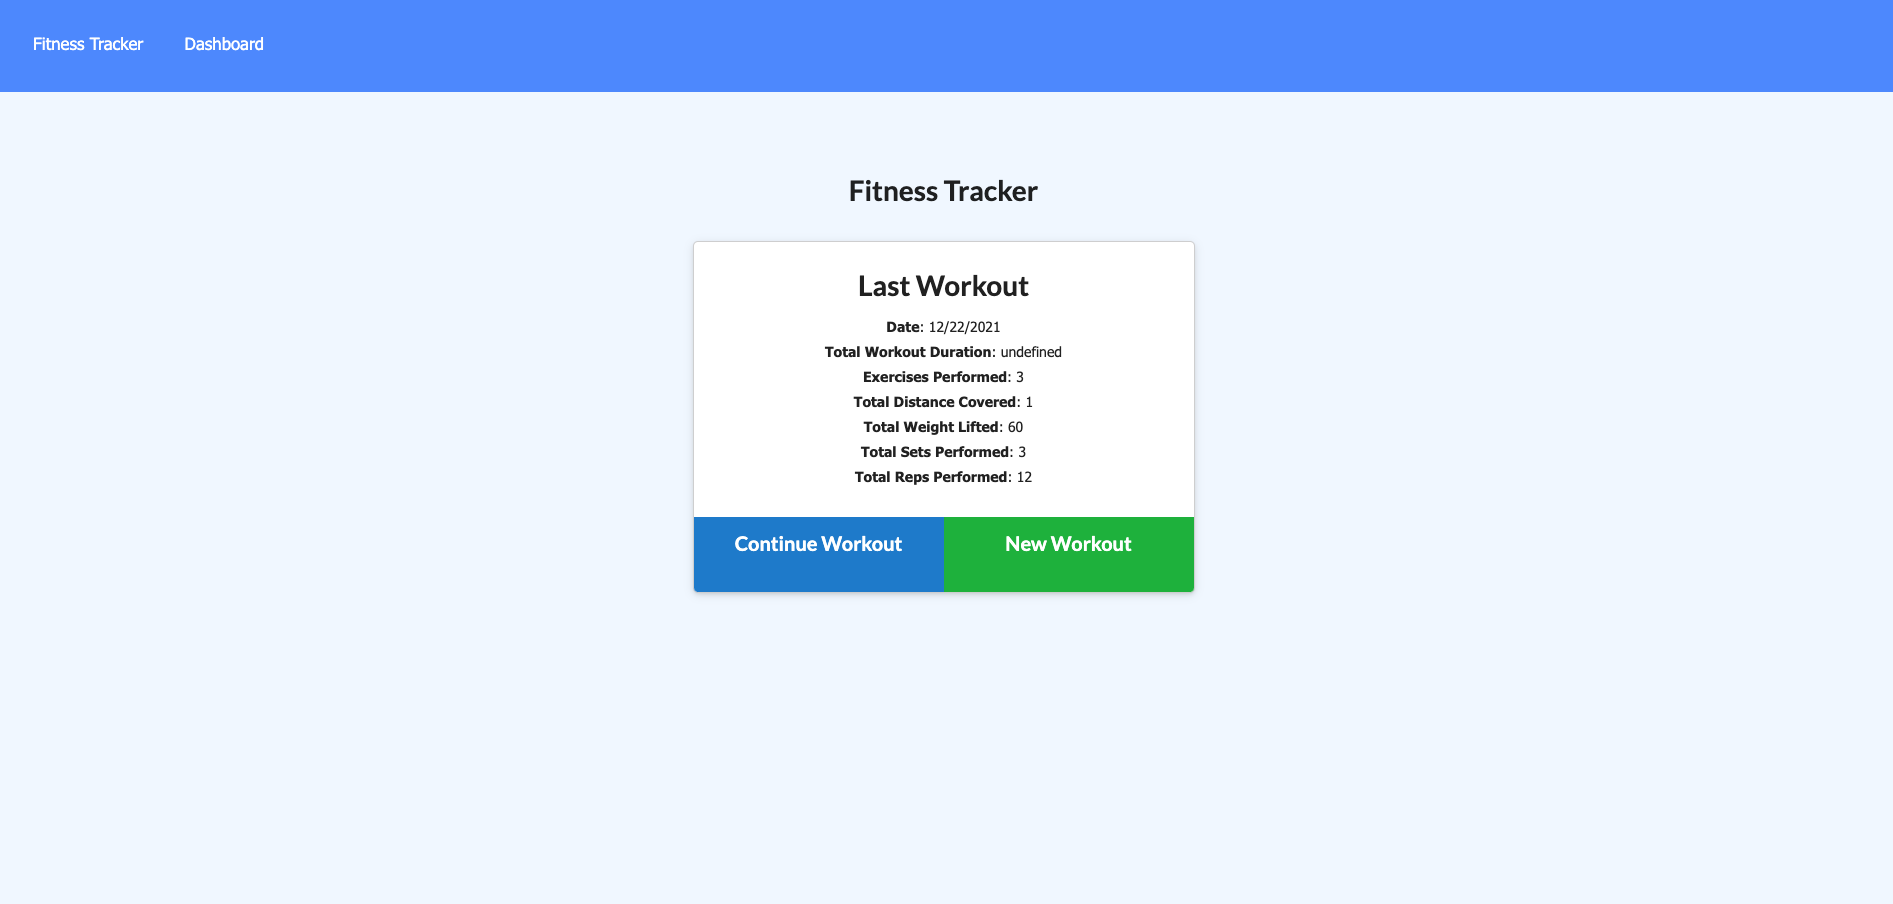 Fitness Tracker Dashboard
Fitness Tracker
Last Workout
Date: 12/22/2021
Total Workout Duration: undefined
Exercises Performed: 3
Total Distance Covered: 1
Total Weight Lifted: 60
Total Sets Performed: 3
Total Reps Performed: 12
Continue Workout New Workout